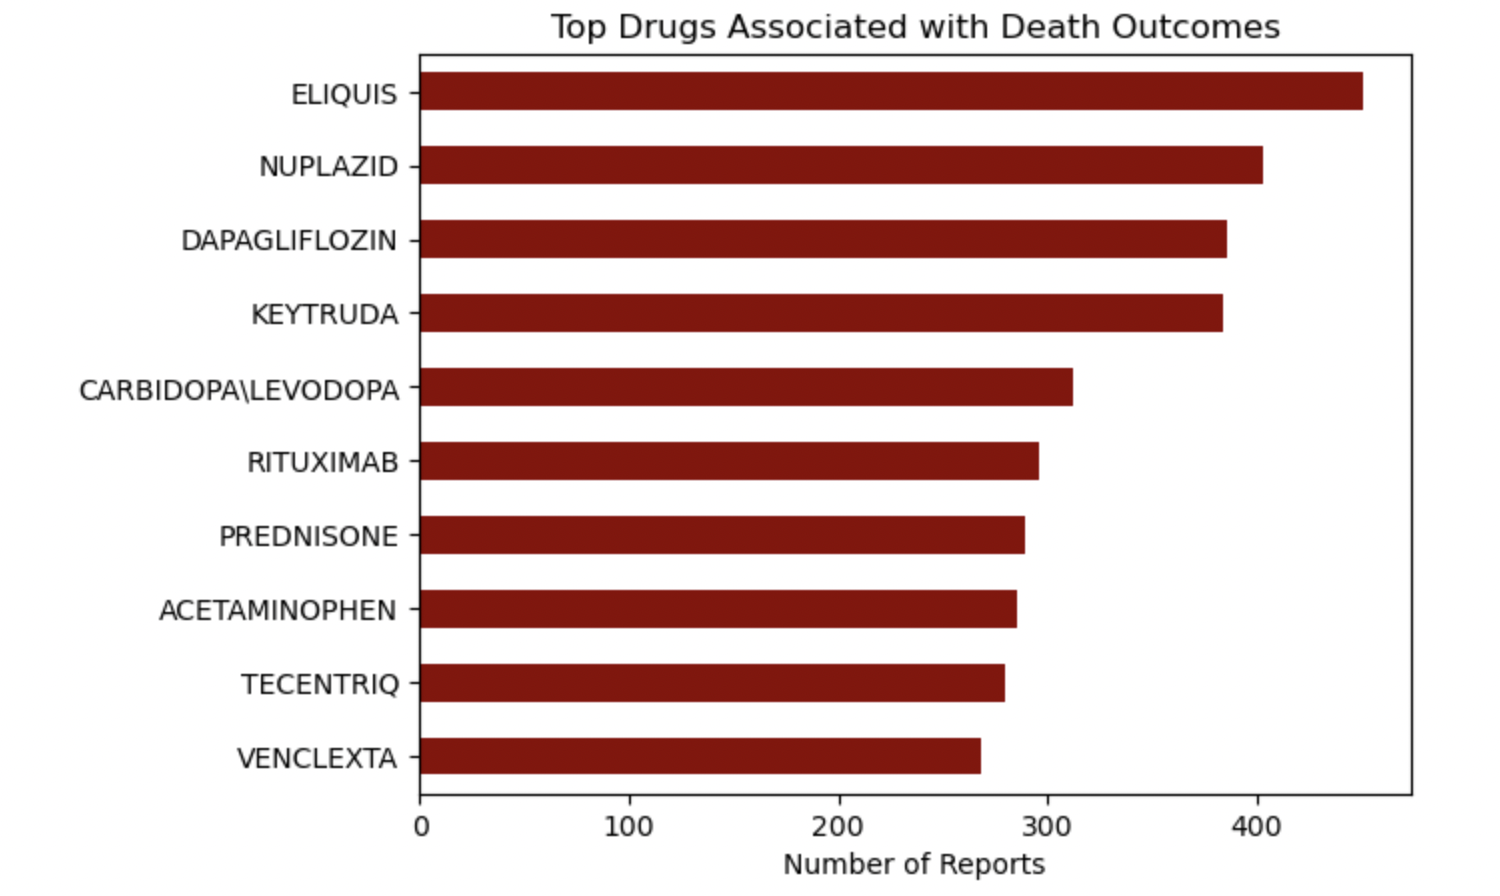 Top Drugs Associated with Death Outcomes
ELIQUIS
NUPLAZID
DAPAGLIFLOZIN
KEYTRUDA
CARBIDOPA\LEVODOPA
RITUXIMAB
PREDNISONE
ACETAMINOPHEN
TECENTRIQ
VENCLEXTA
0 100 200 300 400
Number of Reports